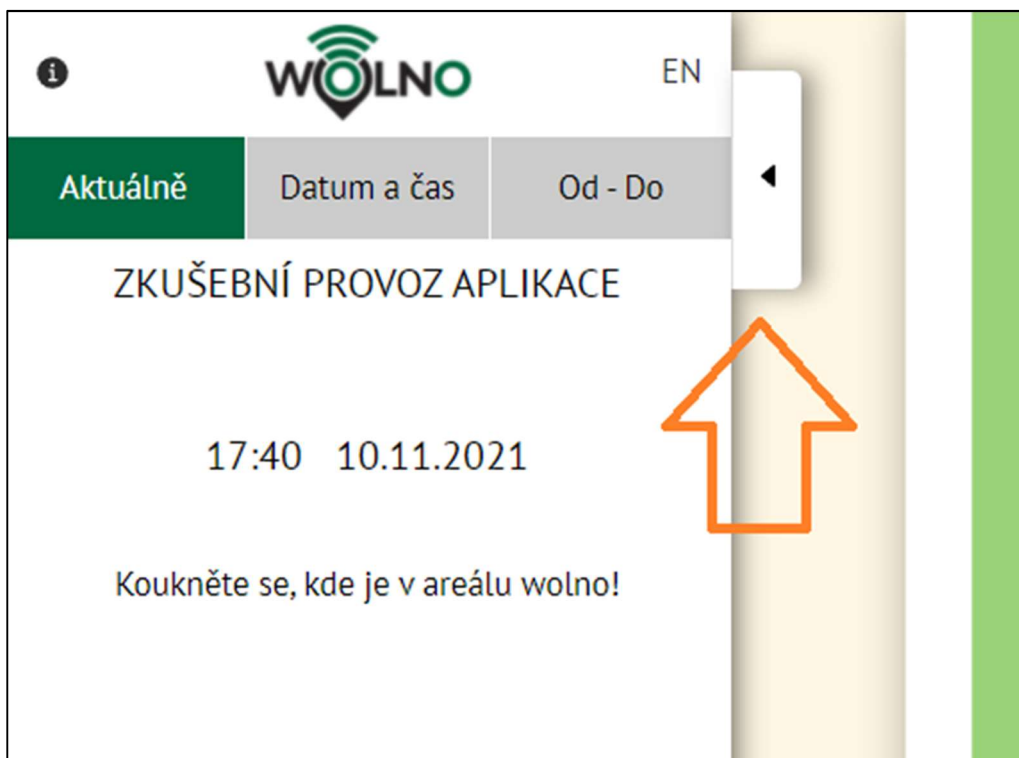 WOLNO
EN
Aktuálně
Datum a čas
Od - Do
ZKUŠEBNÍ PROVOZ APLIKACE
17:40 10.11.2021
Koukněte se, kde je v areálu wolno!